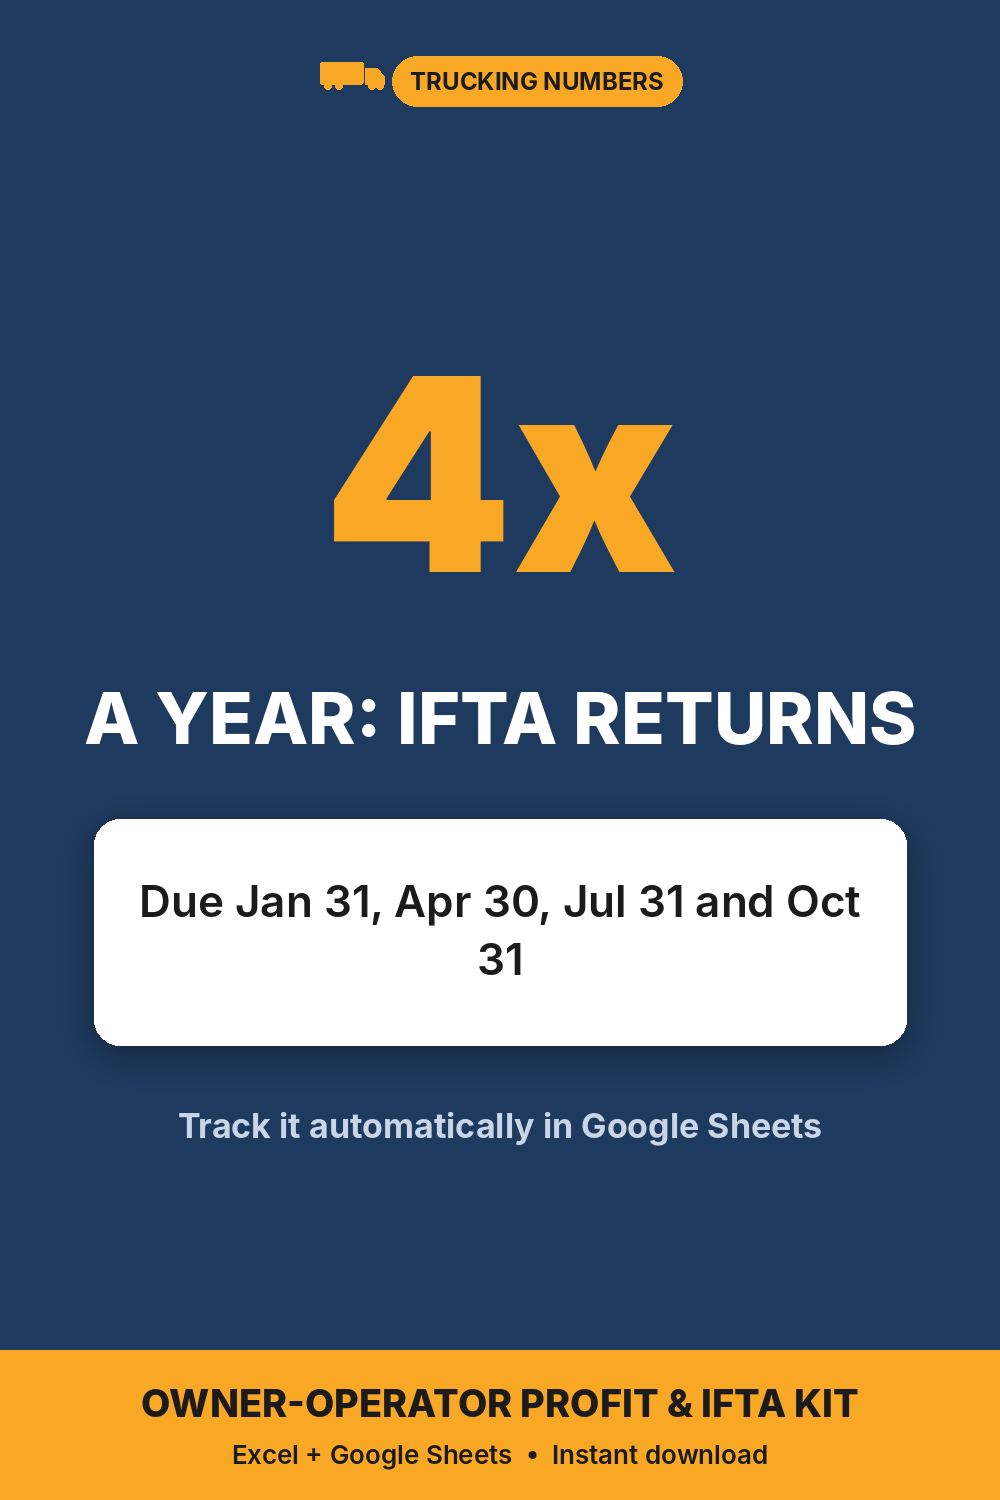 TRUCKING NUMBERS
4x
A YEAR: IFTA RETURNS
Due Jan 31, Apr 30, Jul 31 and Oct
31
Track it automatically in Google Sheets
OWNER-OPERATOR PROFIT & IFTA KIT
Excel + Google Sheets • Instant download